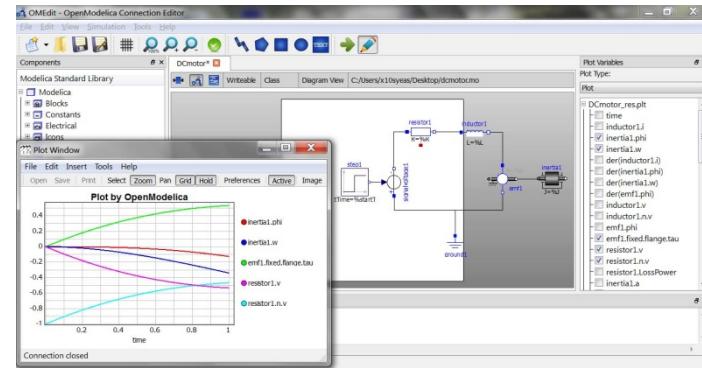 OMEdit - OpenModelica Connection Editor
File Edit View Simulation Tools Help
Components
DCmotor*
Plot Variables
Modelica Standard Library
Writeable Class Diagram View C:/Users/x10syeas/Desktop/dcmotor.mo
Plot Type:
Plot
Modelica
Blocks
Constants
Electrical
Icons
DCmotor_res.plt
time
inductor1.i
inertia1.phi
inertia1.w
der(inductor1.i)
der(inertia1.phi)
der(inertia1.w)
der(emf1.phi)
inductor1.v
inductor1.n.v
emf1.phi
emf1.fixed.flange.tau
resistor1.v
resistor1.n.v
resistor1.LossPower
inertia1.a
resistor1
R=%R
inductor1
L=%L
step1
signalvoltage1
emf1
inertia1
J=%J
ground1
Plot Window
File Edit Insert Tools Help
Open Save Print Select Zoom Pan Grid Hold Preferences Active Image
Plot by OpenModelica
0.4
0.2
0
-0.2
-0.4
-0.6
-0.8
-1
0.2 0.4 0.6 0.8 1
time
inertia1.phi
inertia1.w
emf1.fixed.flange.tau
resistor1.v
resistor1.n.v
Connection closed